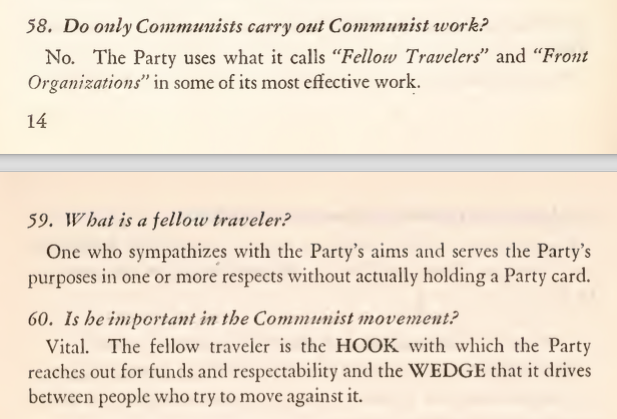 58. Do only Communists carry out Communist work?
No. The Party uses what it calls "Fellow Travelers" and "Front
Organizations" in some of its most effective work.
14
59. What is a fellow traveler?
One who sympathizes with the Party's aims and serves the Party's
purposes in one or more respects without actually holding a Party card.
60. Is he important in the Communist movement?
Vital. The fellow traveler is the HOOK with which the Party
reaches out for funds and respectability and the WEDGE that it drives
between people who try to move against it.